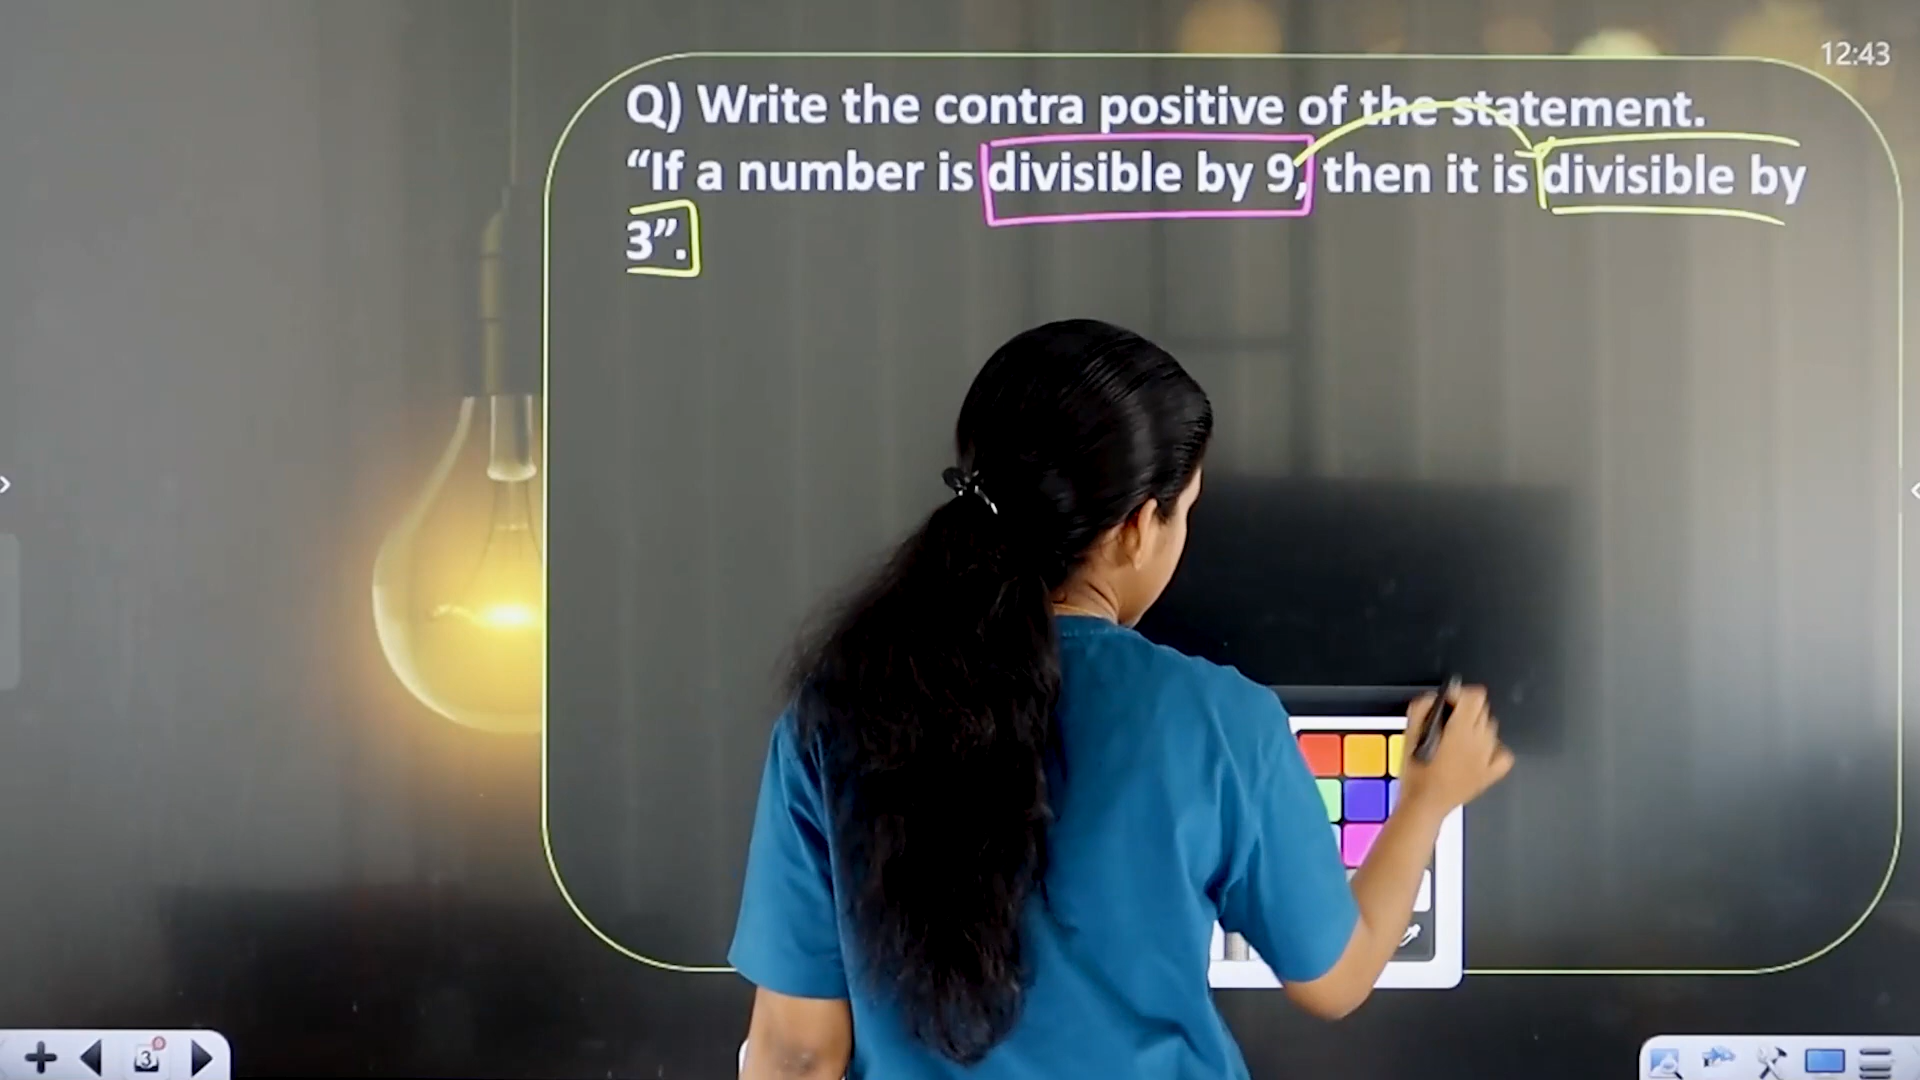 12:43
Q) Write the contra positive of the statement.
“If a number is divisible by 9, then it is divisible by
3”.
3